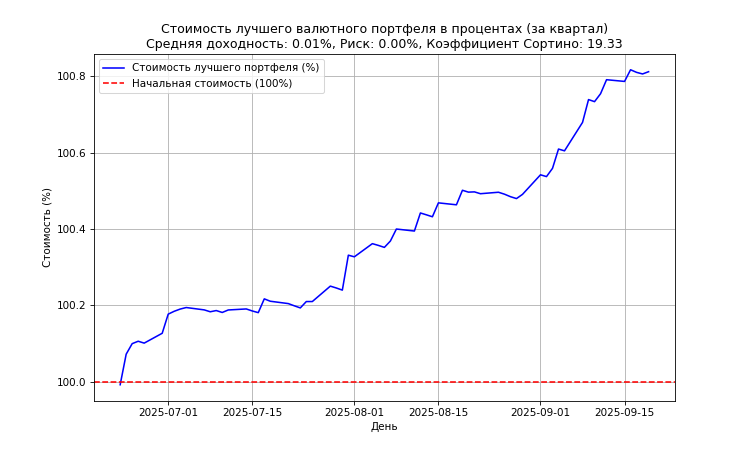 Стоимость лучшего валютного портфеля в процентах (за квартал)
Средняя доходность: 0.01%, Риск: 0.00%, Коэффициент Сортино: 19.33
Стоимость лучшего портфеля (%)
Начальная стоимость (100%)
Стоимость (%)
100.8
100.6
100.4
100.2
100.0
2025-07-01
2025-07-15
2025-08-01
2025-08-15
2025-09-01
2025-09-15
День